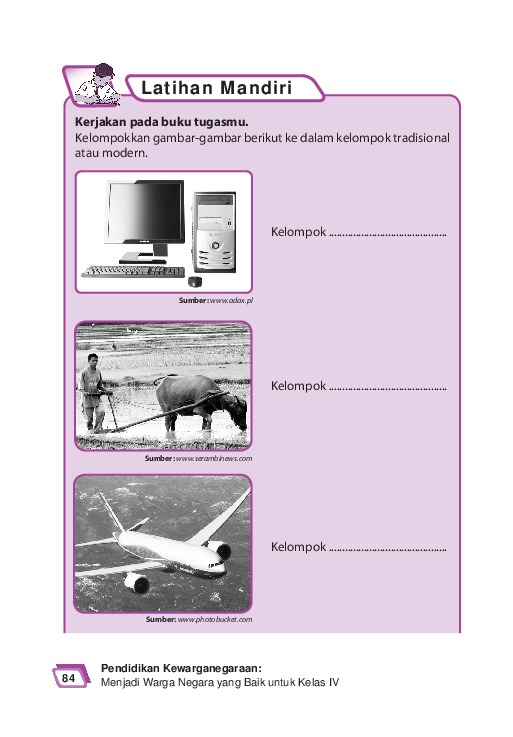 Latihan Mandiri
Kerjakan pada buku tugasmu.
Kelompokkan gambar-gambar berikut ke dalam kelompok tradisional
atau modern.
Kelompok ............................................
Sumber: www.adax.pl
Kelompok ............................................
Sumber: www.serambinews.com
Kelompok ............................................
Sumber: www.photobucket.com
84
Pendidikan Kewarganegaraan:
Menjadi Warga Negara yang Baik untuk Kelas IV